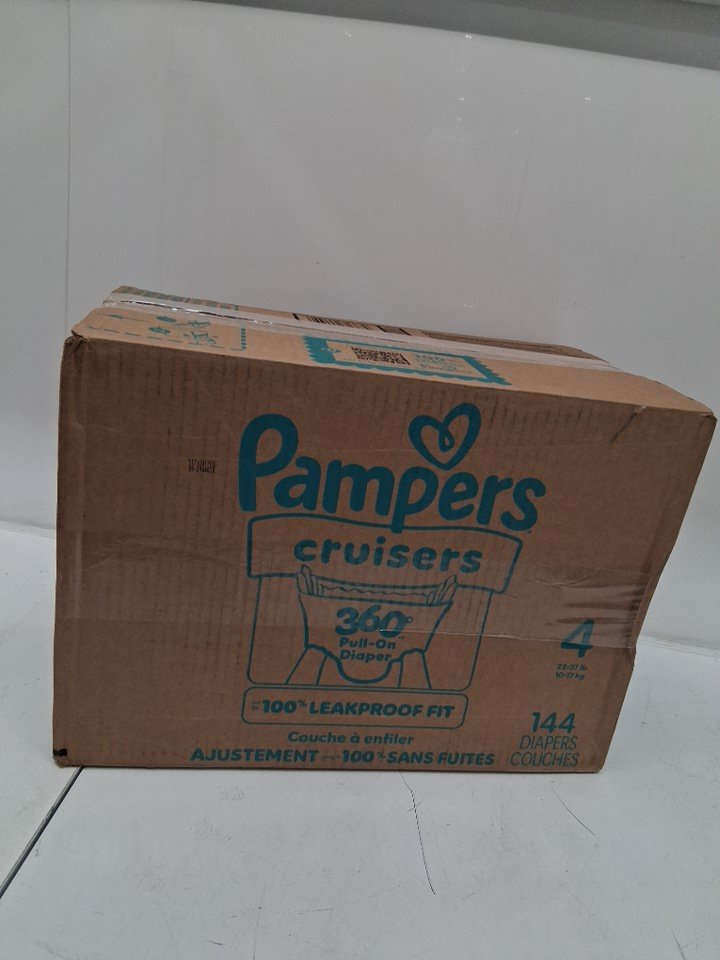 Pampers
cruisers
360°
Pull-On
Diaper
4
22-37 lb
10-17 kg
100% LEAKPROOF FIT
Couche à enfiler
AJUSTEMENT 100% SANS FUITES
144
DIAPERS
COUCHES